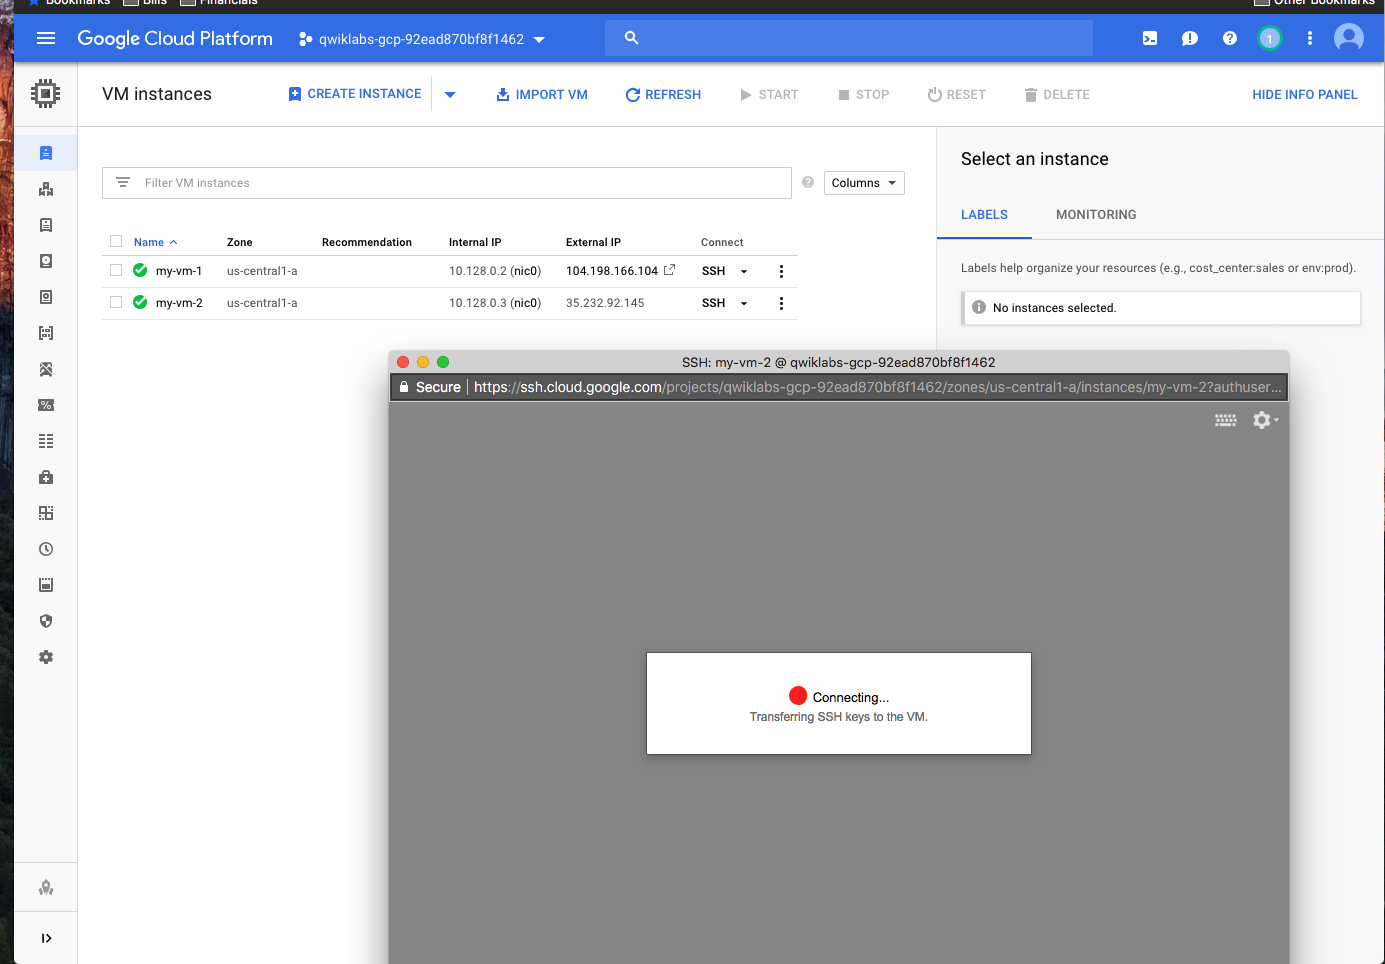 Bookmarks Bills Financials Other Bookmarks
Google Cloud Platform qwiklabs-gcp-92ead870bf8f1462 1
VM instances CREATE INSTANCE IMPORT VM REFRESH START STOP RESET DELETE HIDE INFO PANEL
Filter VM instances Columns
Name Zone Recommendation Internal IP External IP Connect
my-vm-1 us-central1-a 10.128.0.2 (nic0) 104.198.166.104 SSH
my-vm-2 us-central1-a 10.128.0.3 (nic0) 35.232.92.145 SSH
Select an instance
LABELS MONITORING
Labels help organize your resources (e.g., cost_center:sales or env:prod).
No instances selected.
SSH: my-vm-2 @ qwiklabs-gcp-92ead870bf8f1462
Secure https://ssh.cloud.google.com/projects/qwiklabs-gcp-92ead870bf8f1462/zones/us-central1-a/instances/my-vm-2?authuser...
Connecting...
Transferring SSH keys to the VM.